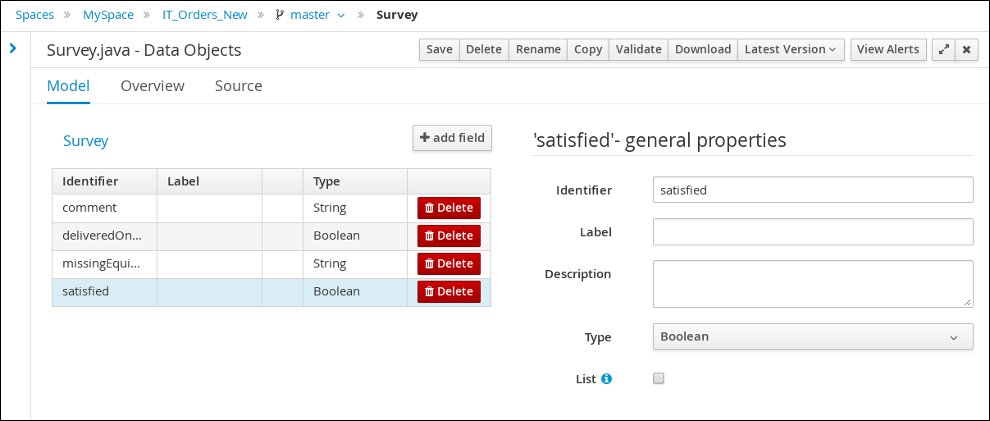 Spaces » MySpace » IT_Orders_New » master » Survey
Survey.java - Data Objects
Save Delete Rename Copy Validate Download Latest Version View Alerts
Model Overview Source
Survey
+ add field
Identifier Label Type
comment String Delete
deliveredOn... Boolean Delete
missingEqui... String Delete
satisfied Boolean Delete
'satisfied'- general properties
Identifier satisfied
Label
Description
Type Boolean
List